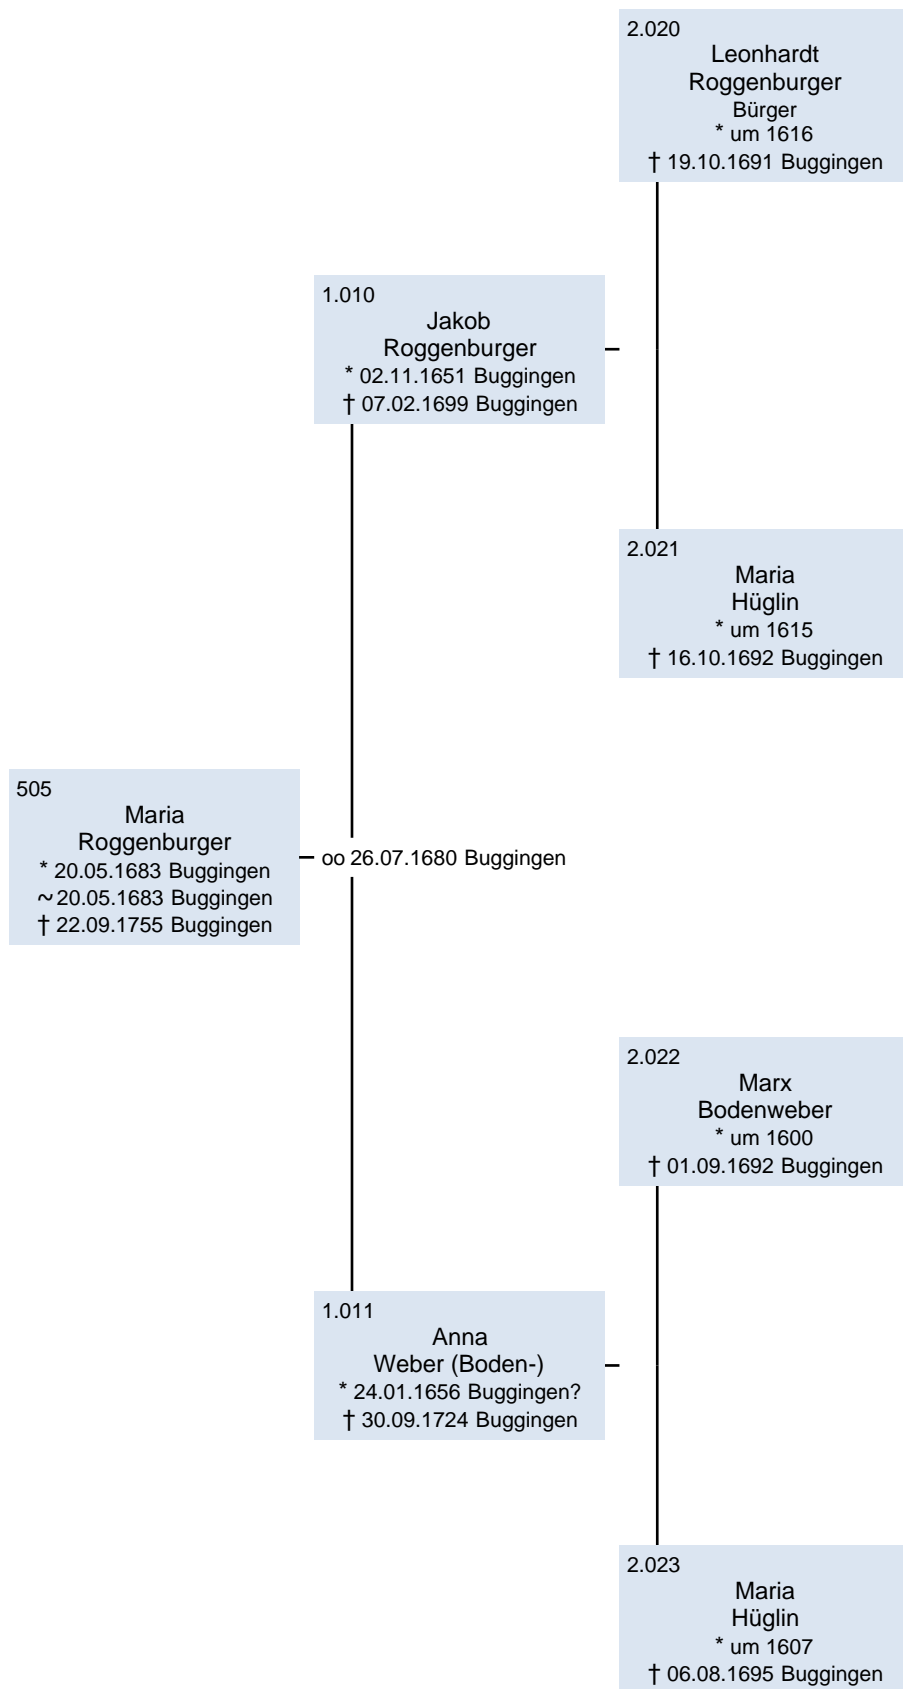 2.020
Leonhardt
Roggenburger
Bürger
* um 1616
† 19.10.1691 Buggingen
1.010
Jakob
Roggenburger
* 02.11.1651 Buggingen
† 07.02.1699 Buggingen
2.021
Maria
Hüglin
* um 1615
† 16.10.1692 Buggingen
505
Maria
Roggenburger
* 20.05.1683 Buggingen
~ 20.05.1683 Buggingen
† 22.09.1755 Buggingen
oo 26.07.1680 Buggingen
2.022
Marx
Bodenweber
* um 1600
† 01.09.1692 Buggingen
1.011
Anna
Weber (Boden-)
* 24.01.1656 Buggingen?
† 30.09.1724 Buggingen
2.023
Maria
Hüglin
* um 1607
† 06.08.1695 Buggingen